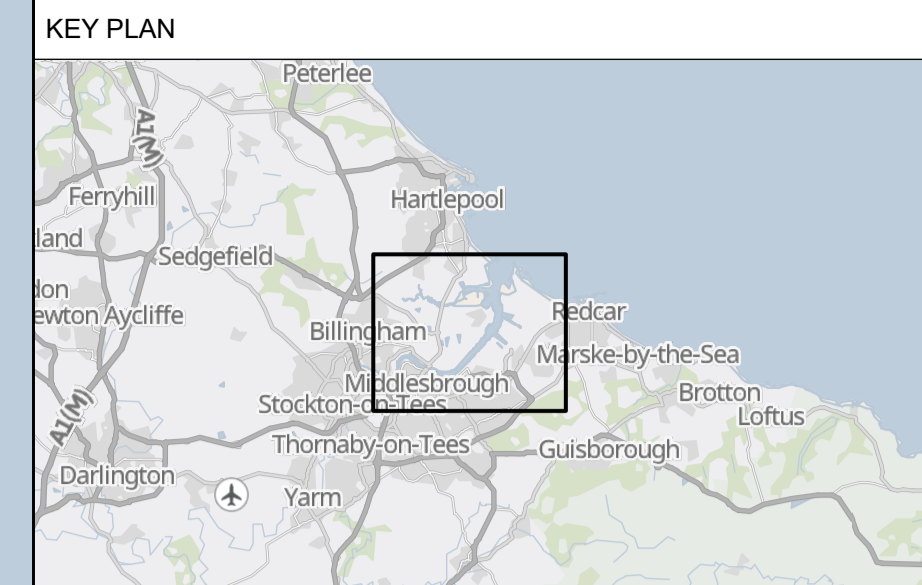 KEY PLAN
Peterlee
A1(M)
Ferryhill
Hartlepool
land
Sedgefield
don
ewton Aycliffe
Redcar
Billingham
Marske-by-the-Sea
Middlesbrough
Brotton
Stockton-on-Tees
Loftus
A1(M)
Thornaby-on-Tees
Guisborough
Darlington
Yarm